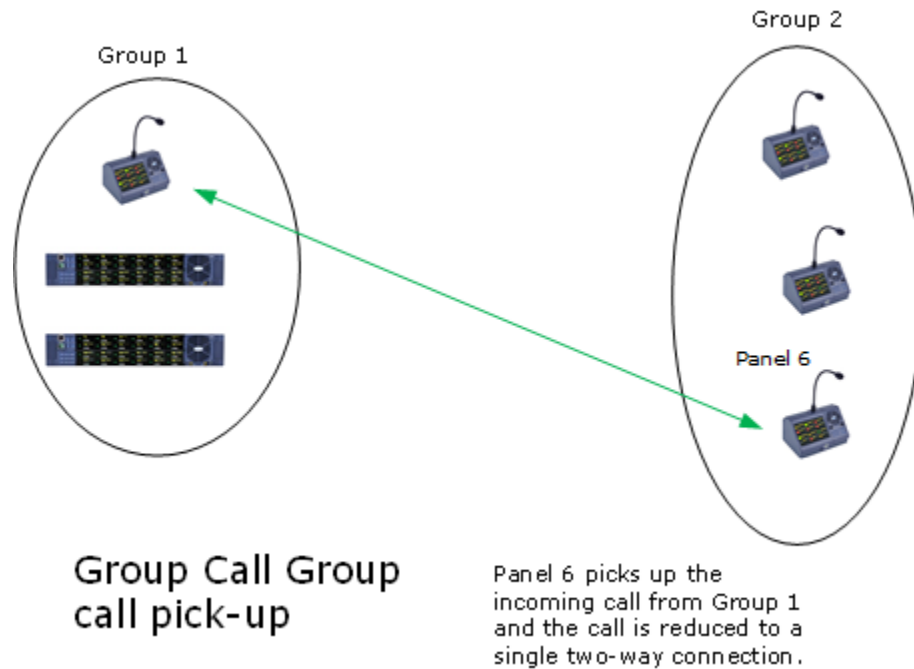 Group 1
Group 2
Panel 6
Group Call Group
call pick-up
Panel 6 picks up the
incoming call from Group 1
and the call is reduced to a
single two-way connection.